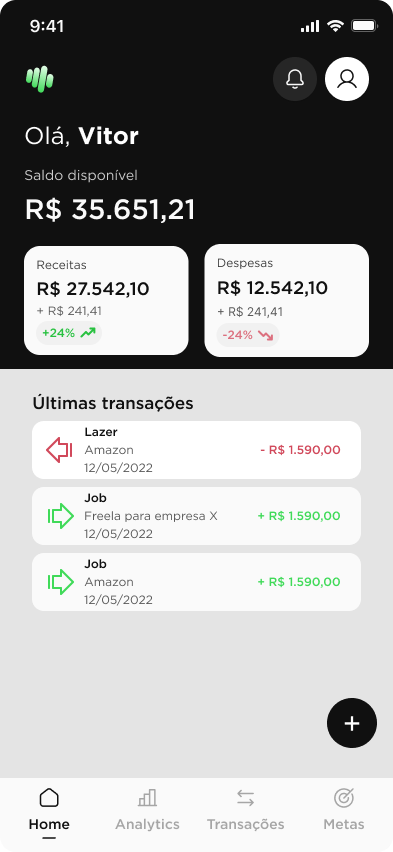 9:41
Olá, Vitor
Saldo disponível
R$ 35.651,21
Receitas
R$ 27.542,10
+ R$ 241,41
+24%
Despesas
R$ 12.542,10
+ R$ 241,41
-24%
Últimas transações
Lazer
Amazon
- R$ 1.590,00
12/05/2022
Job
Freela para empresa X
+ R$ 1.590,00
12/05/2022
Job
Amazon
+ R$ 1.590,00
12/05/2022
+
Home
Analytics
Transações
Metas